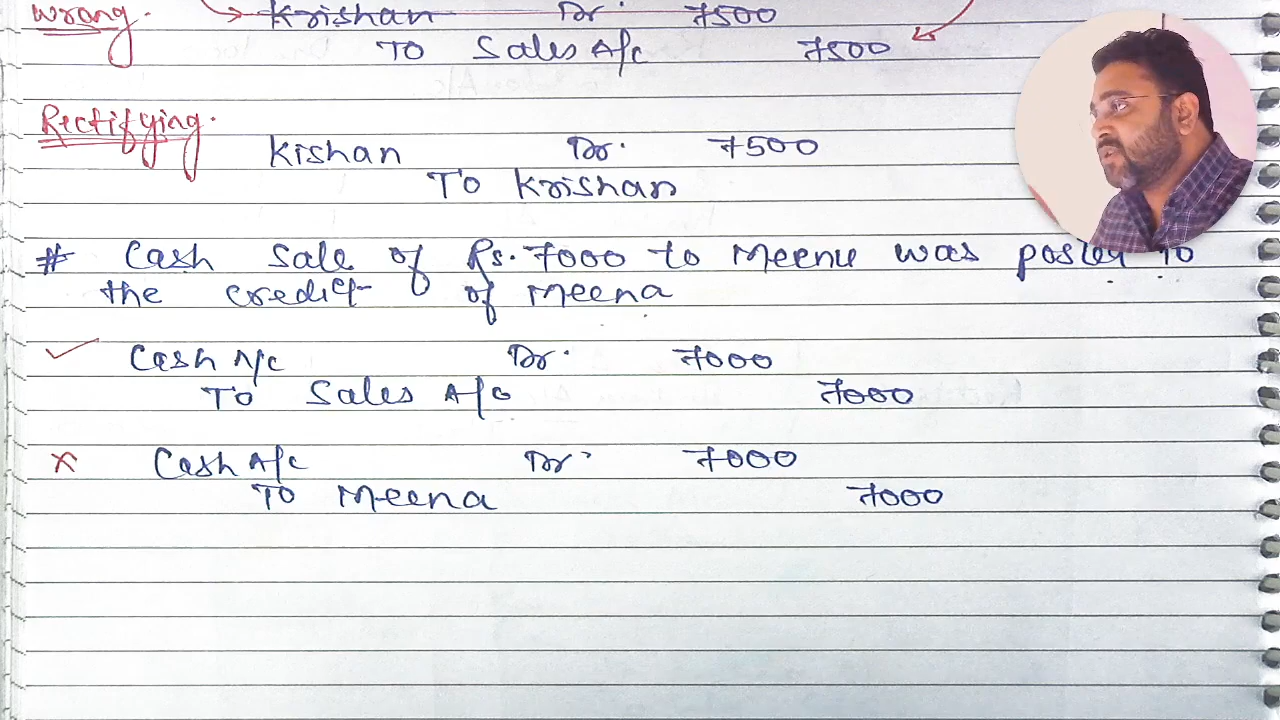 Wrong. Krishan Dr. 7500
To Sales A/c 7500
Rectifying.
Kishan Dr. 7500
To Krishan
# Cash Sale of Rs. 7000 to Meenu was posted to
the credit of Meena
✓ Cash A/c Dr. 7000
To Sales A/c 7000
✗ Cash A/c Dr. 7000
To Meena 7000